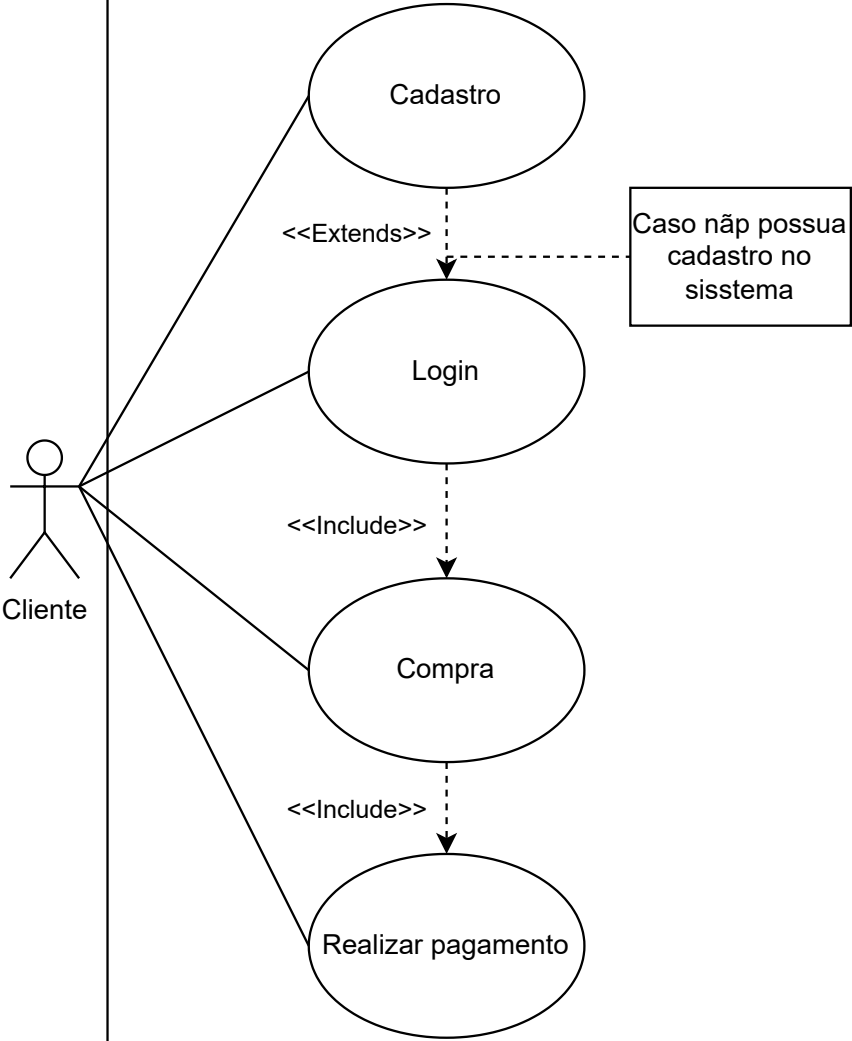 Cadastro
<<Extends>>
Caso nãp possua
cadastro no
sisstema
Login
<<Include>>
Cliente
Compra
<<Include>>
Realizar pagamento